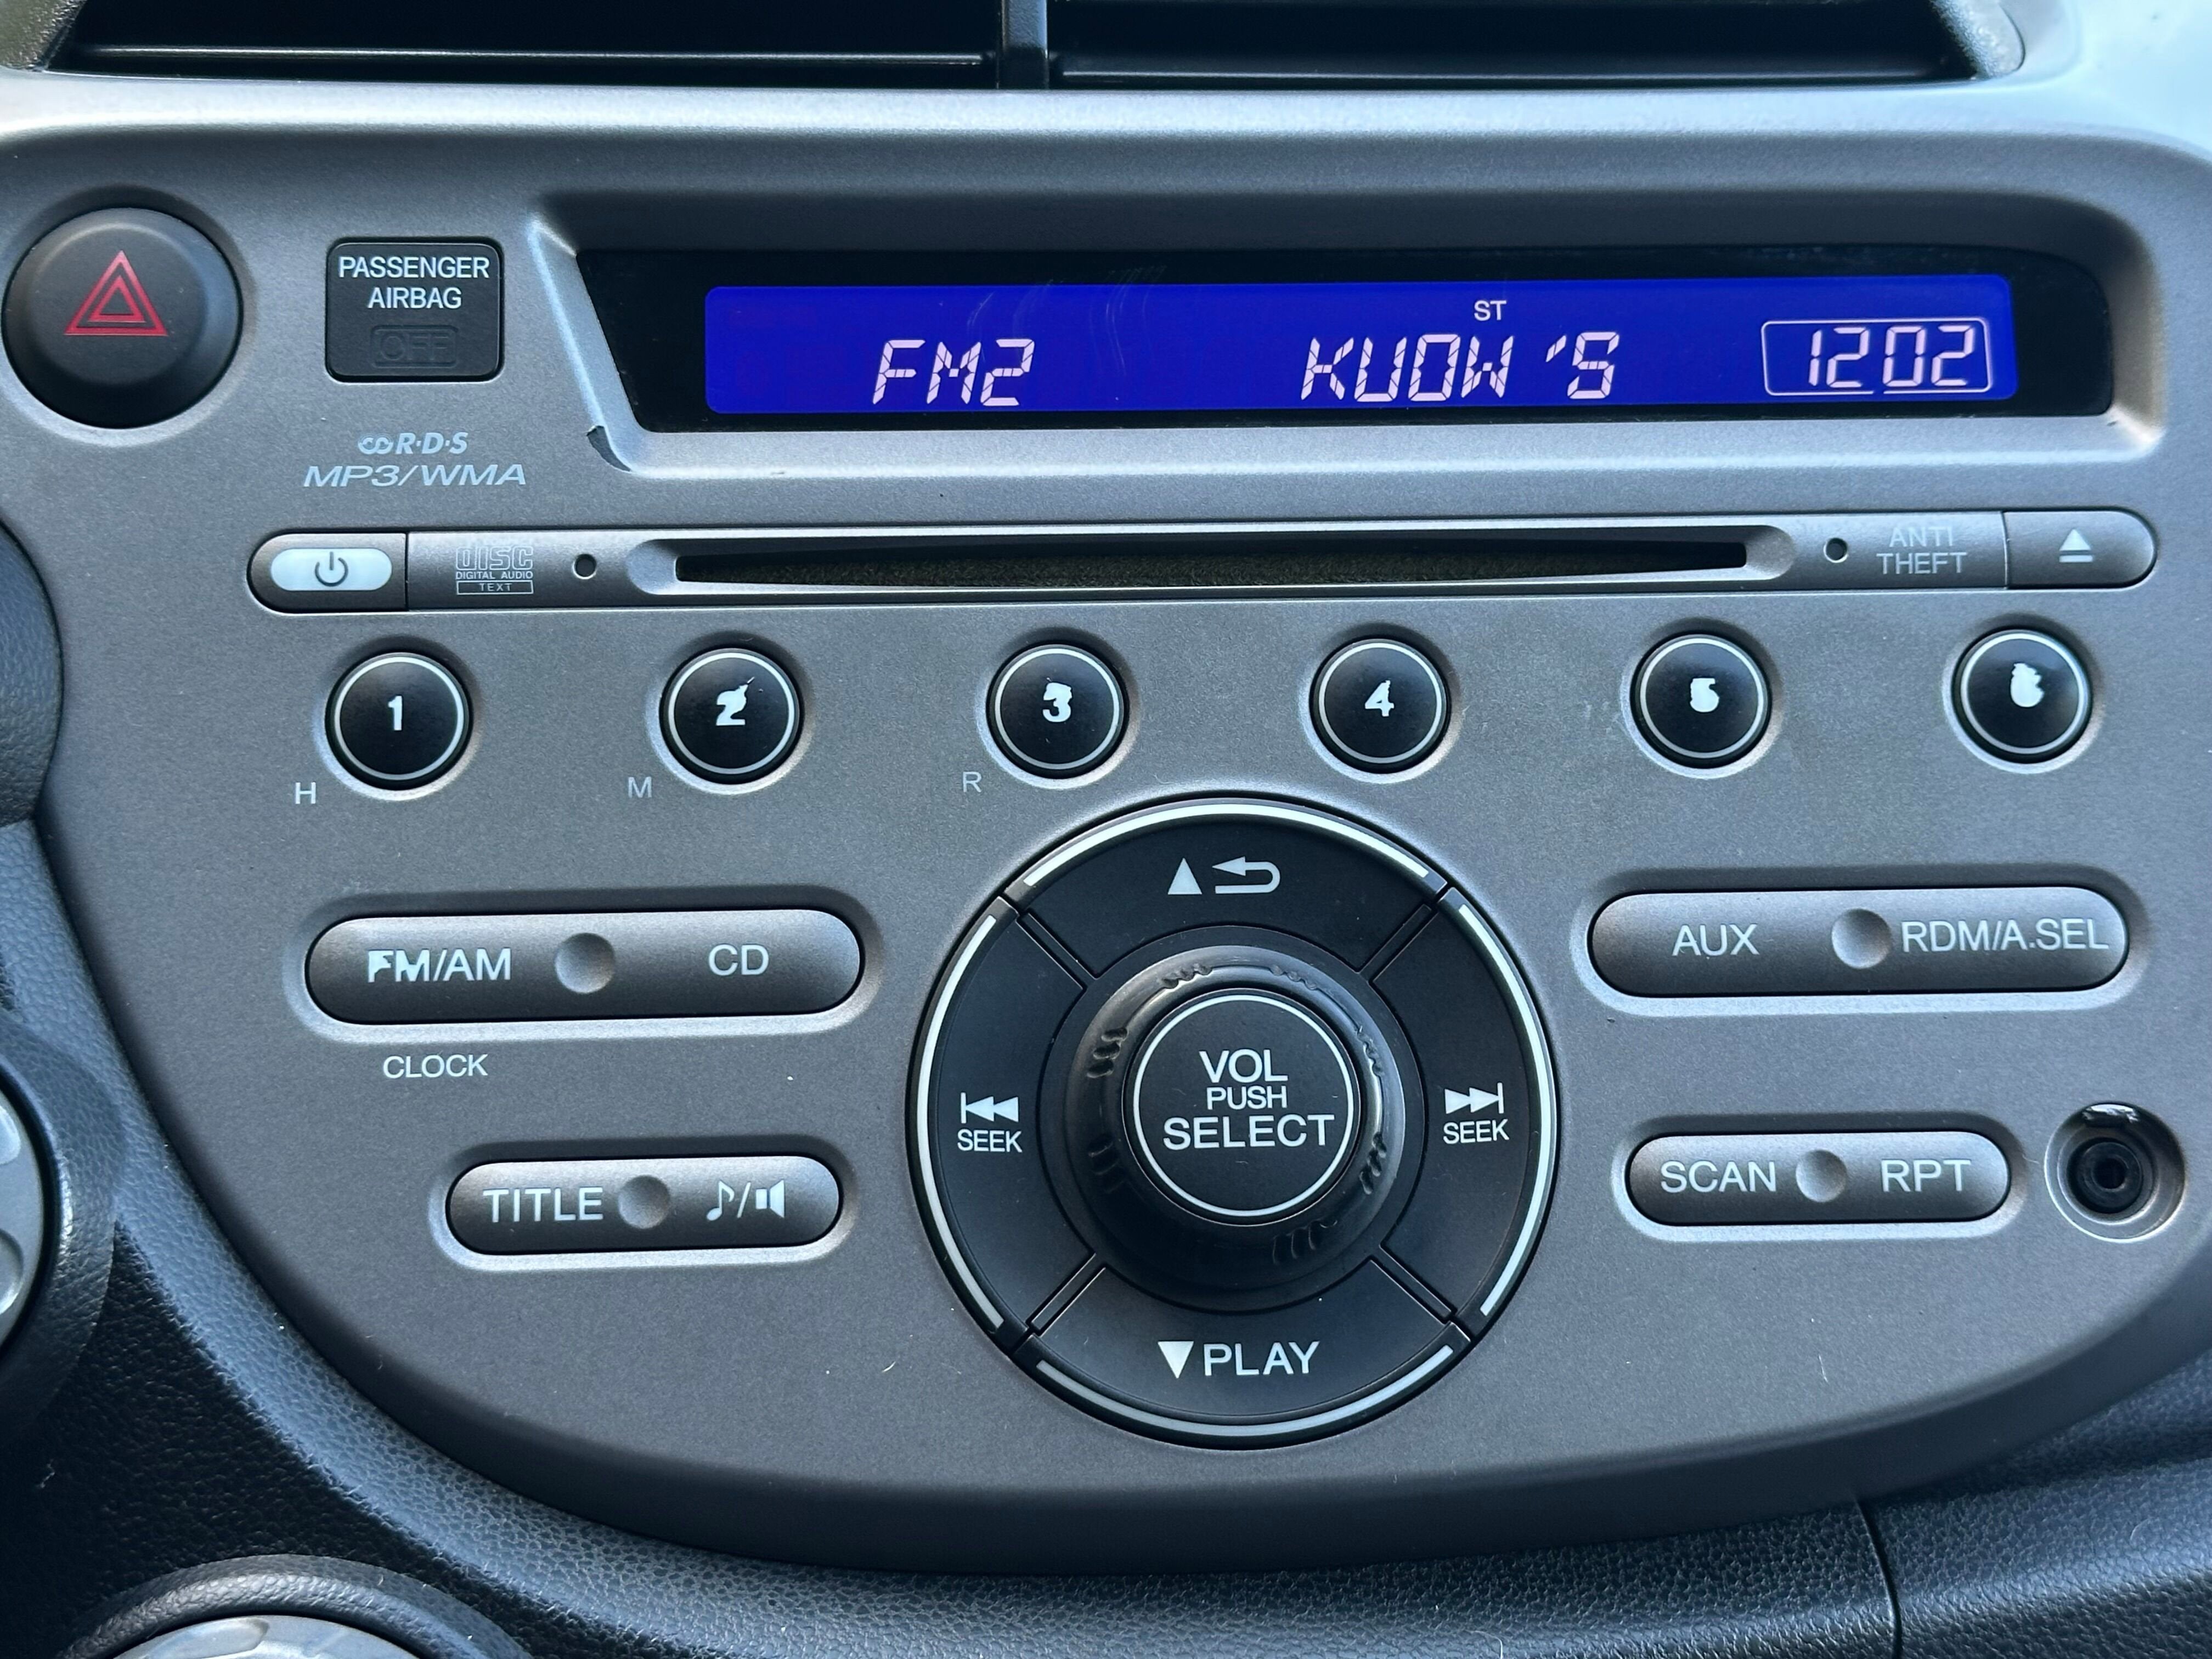 PASSENGER
AIRBAG
OFF
ST
FM2 KUOW'S 1202
R·D·S
MP3/WMA
disc
DIGITAL AUDIO
TEXT
ANTI
THEFT
1 2 3 4 5 6
H M R
FM/AM CD
CLOCK
AUX RDM/A.SEL
SEEK
VOL
PUSH
SELECT
SEEK
TITLE
SCAN RPT
PLAY